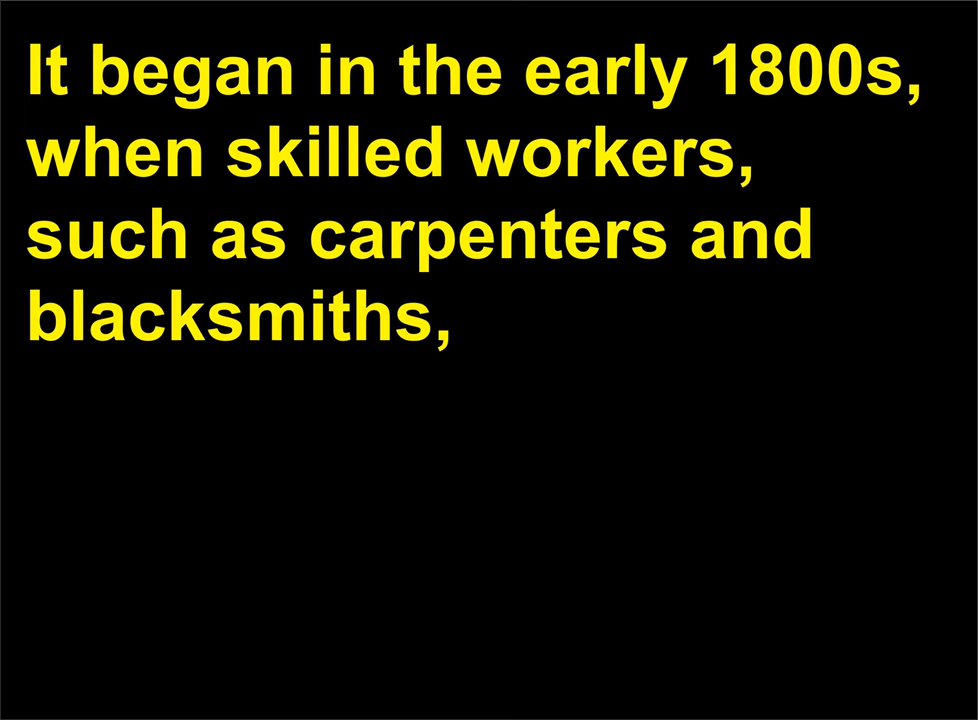 It began in the early 1800s,
when skilled workers,
such as carpenters and
blacksmiths,